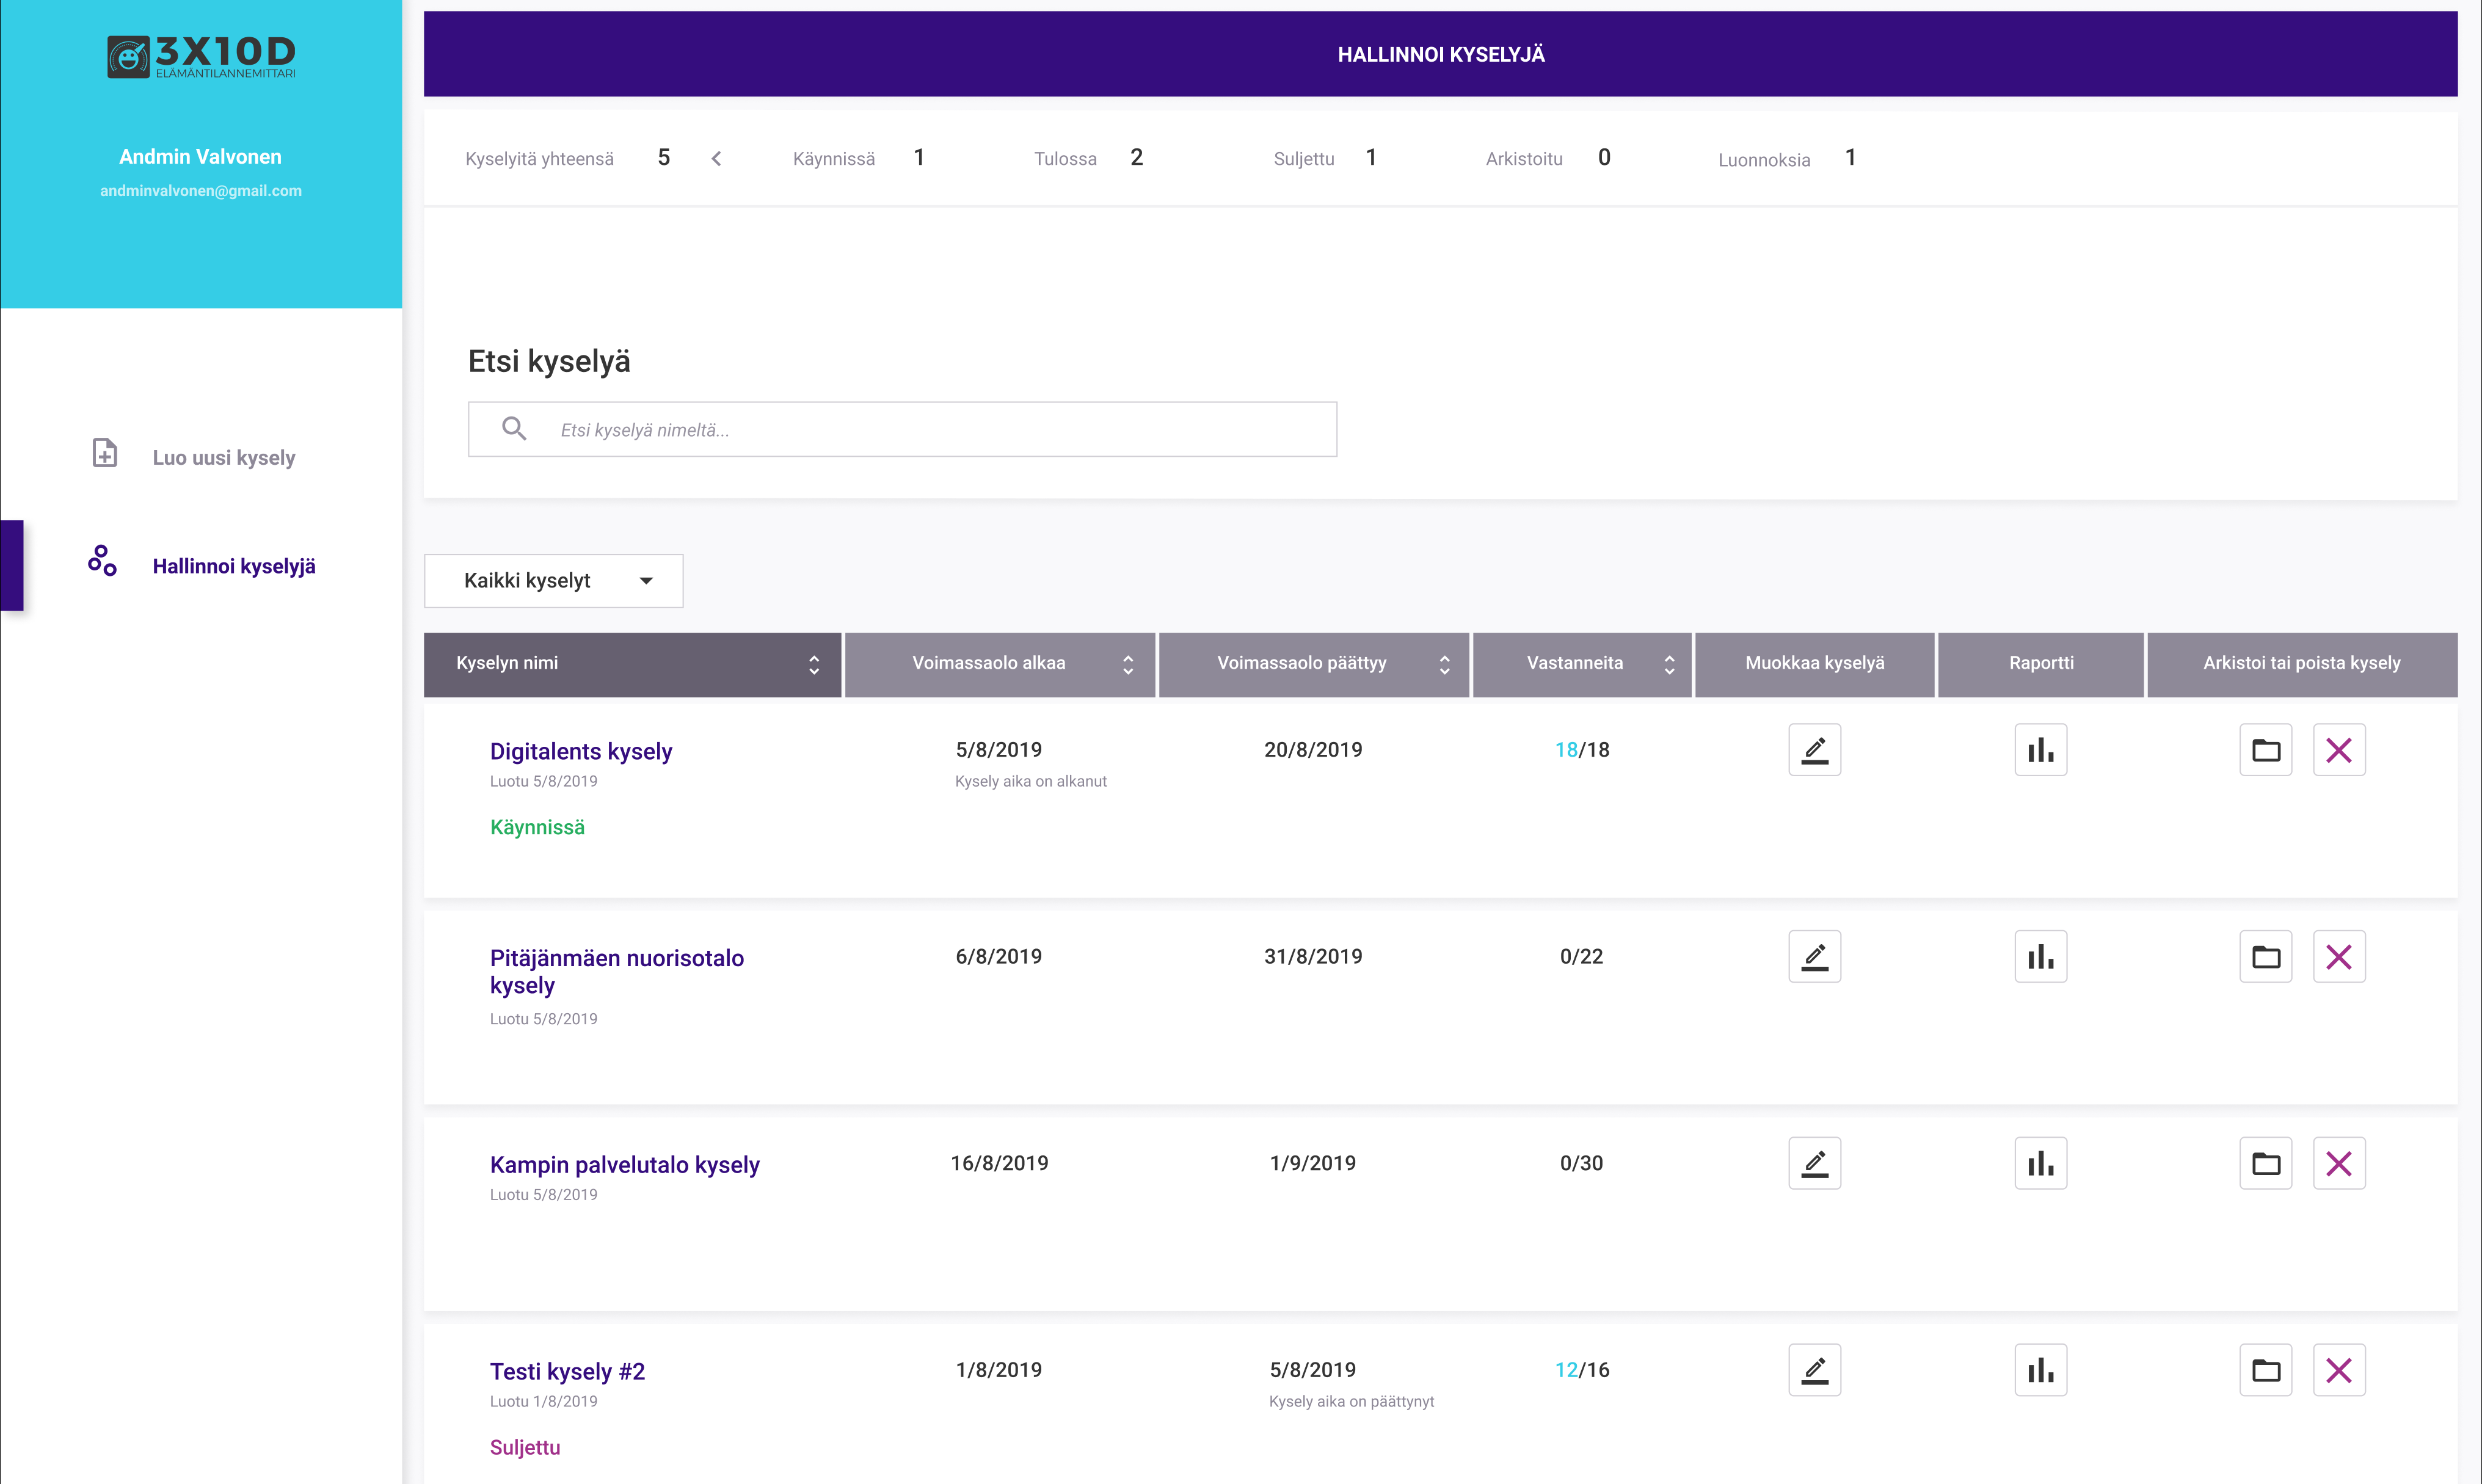 3X10D
ELÄMÄNTILANNEMITTARI
Andmin Valvonen
andminvalvonen@gmail.com
Luo uusi kysely
Hallinnoi kyselyjä
HALLINNOI KYSELYJÄ
Kyselyitä yhteensä 5 Käynnissä 1 Tulossa 2 Suljettu 1 Arkistoitu 0 Luonnoksia 1
Etsi kyselyä
Etsi kyselyä nimeltä...
Kaikki kyselyt
Kyselyn nimi Voimassaolo alkaa Voimassaolo päättyy Vastanneita Muokkaa kyselyä Raportti Arkistoi tai poista kysely
Digitalents kysely 5/8/2019 20/8/2019 18/18
Luotu 5/8/2019 Kysely aika on alkanut
Käynnissä
Pitäjänmäen nuorisotalo 6/8/2019 31/8/2019 0/22
kysely
Luotu 5/8/2019
Kampin palvelutalo kysely 16/8/2019 1/9/2019 0/30
Luotu 5/8/2019
Testi kysely #2 1/8/2019 5/8/2019 12/16
Luotu 1/8/2019 Kysely aika on päättynyt
Suljettu